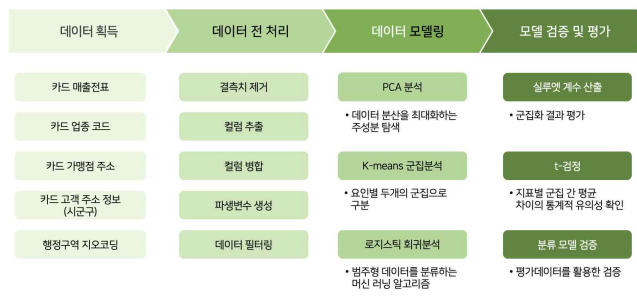 데이터 획득
데이터 전 처리
데이터 모델링
모델 검증 및 평가
카드 매출전표
카드 업종 코드
카드 가맹점 주소
카드 고객 주소 정보
(시군구)
행정구역 지오코딩
결측치 제거
컬럼 추출
컬럼 병합
파생변수 생성
데이터 필터링
PCA 분석
• 데이터 분산을 최대화하는
주성분 탐색
K-means 군집분석
• 요인별 두개의 군집으로
구분
로지스틱 회귀분석
• 범주형 데이터를 분류하는
머신 러닝 알고리즘
실루엣 계수 산출
• 군집화 결과 평가
t-검정
• 지표별 군집 간 평균
차이의 통계적 유의성 확인
분류 모델 검증
• 평가데이터를 활용한 검증